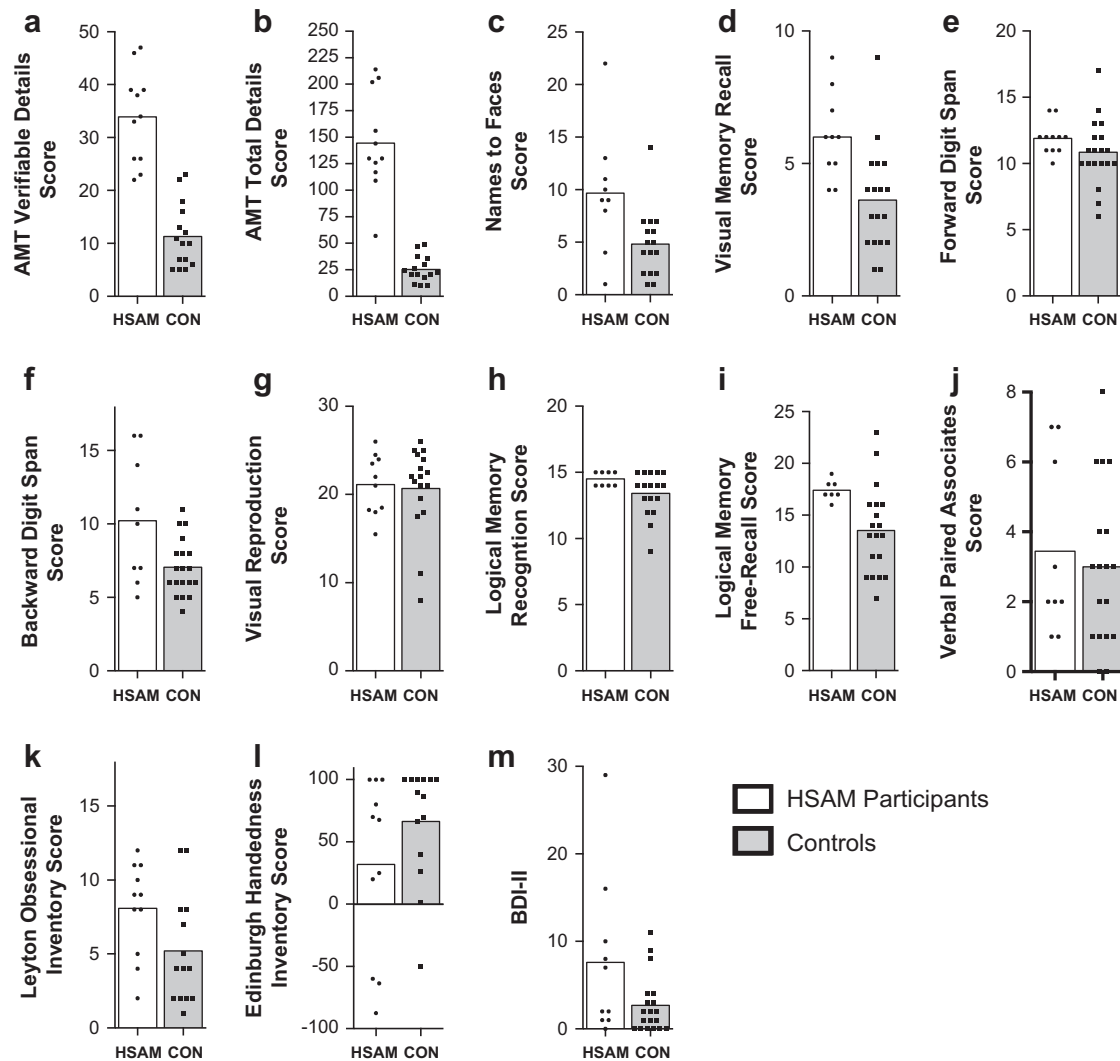 a
AMT Verifiable Details
Score
50
40
30
20
10
0
HSAM CON
b
AMT Total Details
Score
250
225
200
175
150
125
100
75
50
25
0
HSAM CON
c
Names to Faces
Score
25
20
15
10
5
0
HSAM CON
d
Visual Memory Recall
Score
10
5
0
HSAM CON
e
Forward Digit Span
Score
20
15
10
5
0
HSAM CON
f
Backward Digit Span
Score
15
10
5
0
HSAM CON
g
Visual Reproduction
Score
30
20
10
0
HSAM CON
h
Logical Memory
Recogntion Score
20
15
10
5
0
HSAM CON
i
Logical Memory
Free-Recall Score
25
20
15
10
5
0
HSAM CON
j
Verbal Paired Associates
Score
8
6
4
2
0
HSAM CON
k
Leyton Obsessional
Inventory Score
15
10
5
0
HSAM CON
l
Edinburgh Handedness
Inventory Score
100
50
0
-50
-100
HSAM CON
m
BDI-II
30
20
10
0
HSAM CON
HSAM Participants
Controls